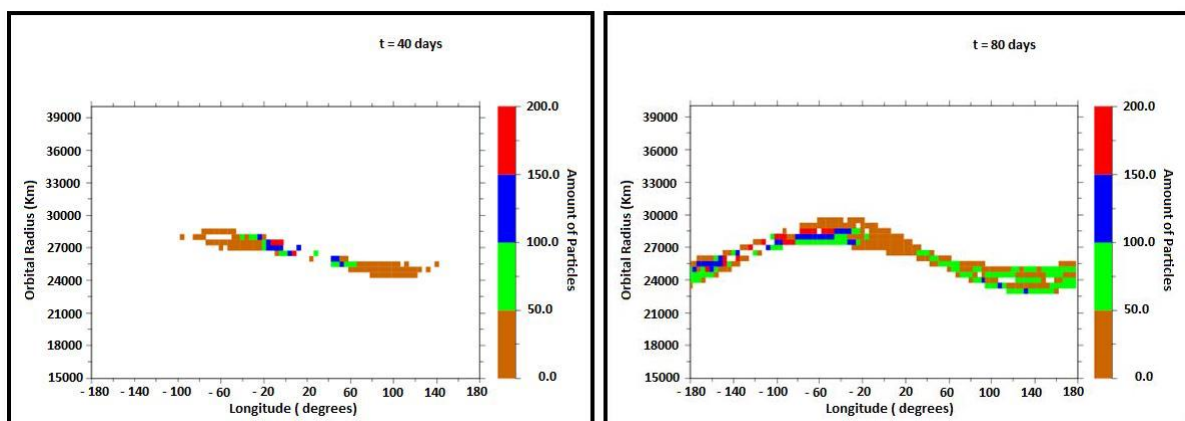 t = 40 days
39000
36000
33000
30000
27000
24000
21000
18000
15000
Orbital Radius (Km)
- 180 - 140 - 100 - 60 - 20 20 60 100 140 180
Longitude ( degrees)
200.0
150.0
100.0
50.0
0.0
Amount of Particles
t = 80 days
39000
36000
33000
30000
27000
24000
21000
18000
15000
Orbital Radius (Km)
- 180 - 140 - 100 - 60 - 20 20 60 100 140 180
Longitude ( degrees)
200.0
150.0
100.0
50.0
0.0
Amount of Particles